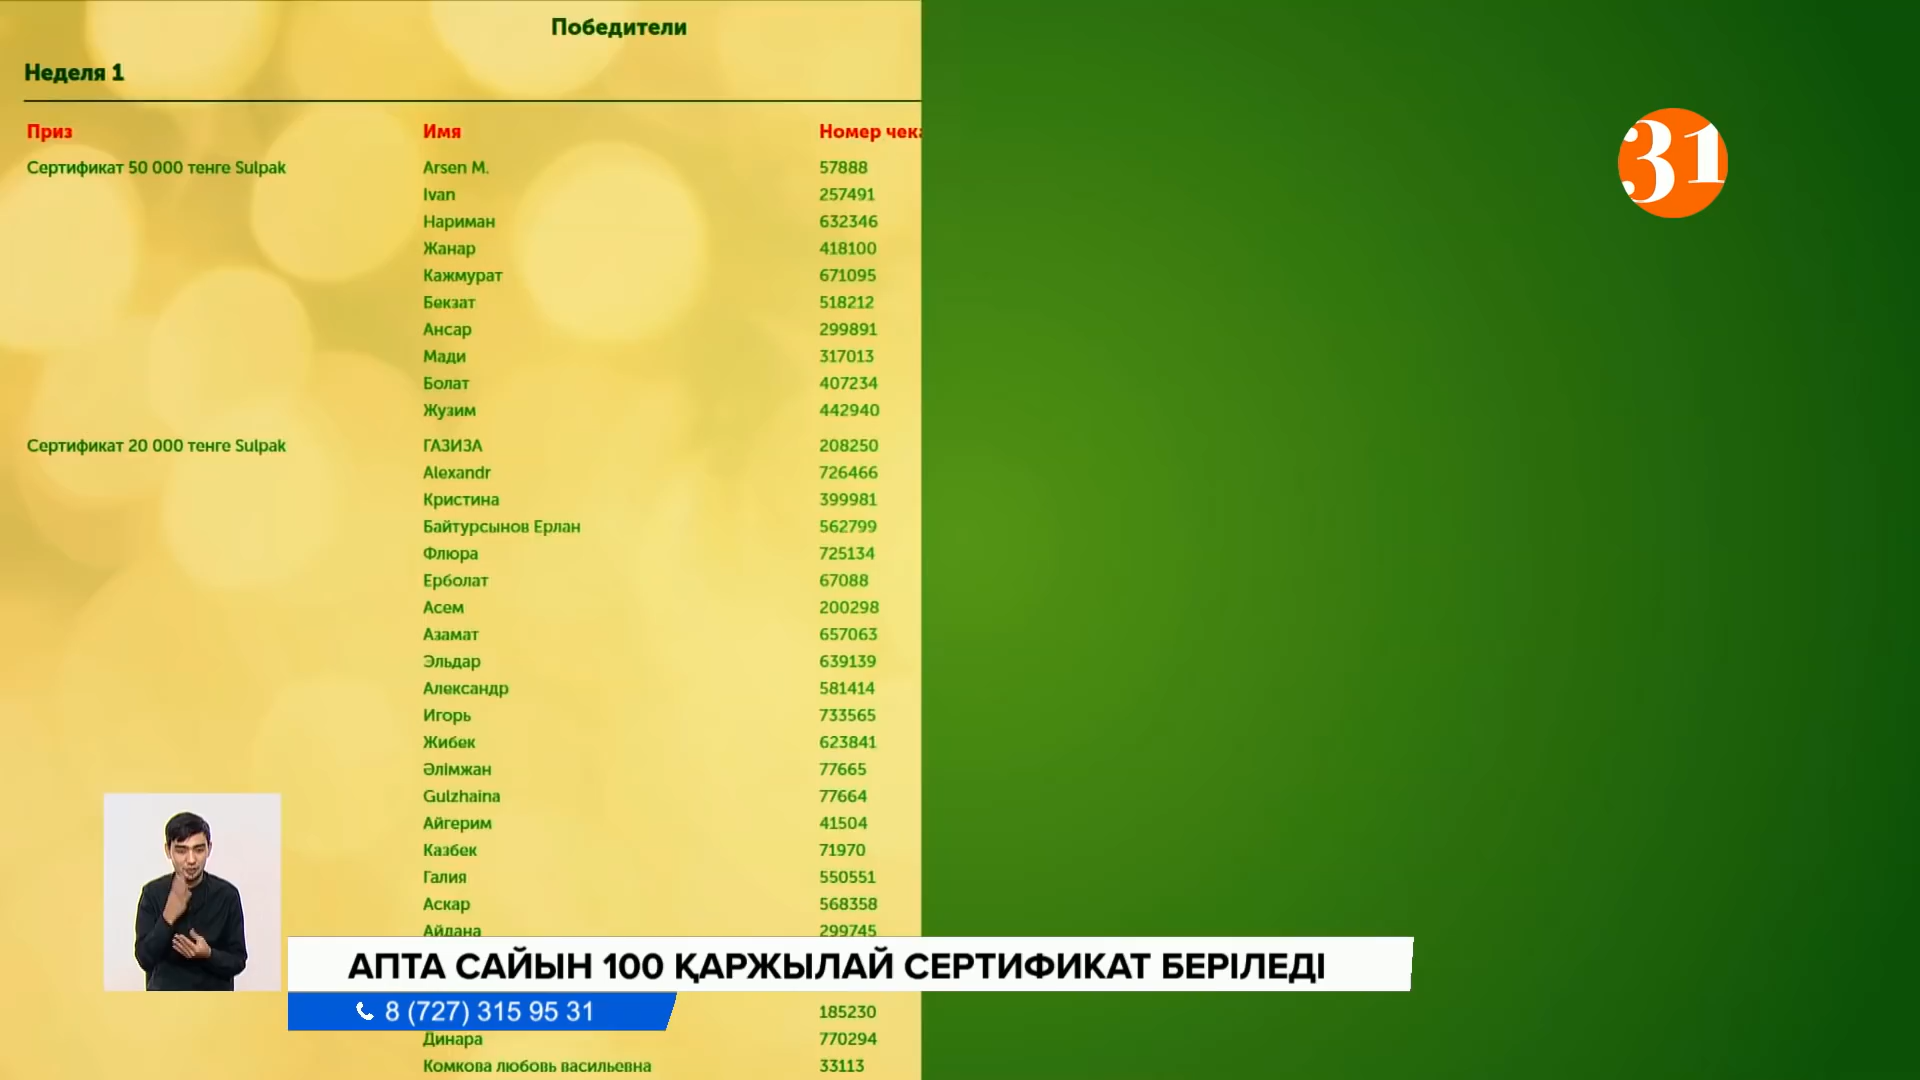 Победители
Неделя 1
Приз Имя Номер чека
Сертификат 50 000 тенге Sulpak Arsen M. 57888
Ivan 257491
Нариман 632346
Жанар 418100
Кажмурат 671095
Бекзат 518212
Ансар 299891
Мади 317013
Болат 407234
Жузим 442940
Сертификат 20 000 тенге Sulpak ГАЗИЗА 208250
Alexandr 726466
Кристина 399981
Байтурсынов Ерлан 562799
Флюра 725134
Ерболат 67088
Асем 200298
Азамат 657063
Эльдар 639139
Александр 581414
Игорь 733565
Жибек 623841
Әлімжан 77665
Gulzhaina 77664
Айгерим 41504
Казбек 71970
Галия 550551
Аскар 568358
Айдана 299745
185230
Динара 770294
Комкова любовь васильевна 33113
31
АПТА САЙЫН 100 ҚАРЖЫЛАЙ СЕРТИФИКАТ БЕРІЛЕДІ
8 (727) 315 95 31